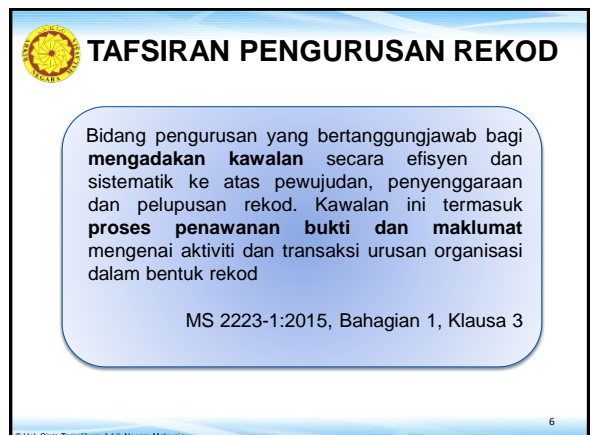 TAFSIRAN PENGURUSAN REKOD
Bidang pengurusan yang bertanggungjawab bagi
mengadakan kawalan secara efisyen dan
sistematik ke atas pewujudan, penyenggaraan
dan pelupusan rekod. Kawalan ini termasuk
proses penawanan bukti dan maklumat
mengenai aktiviti dan transaksi urusan organisasi
dalam bentuk rekod
MS 2223-1:2015, Bahagian 1, Klausa 3
6